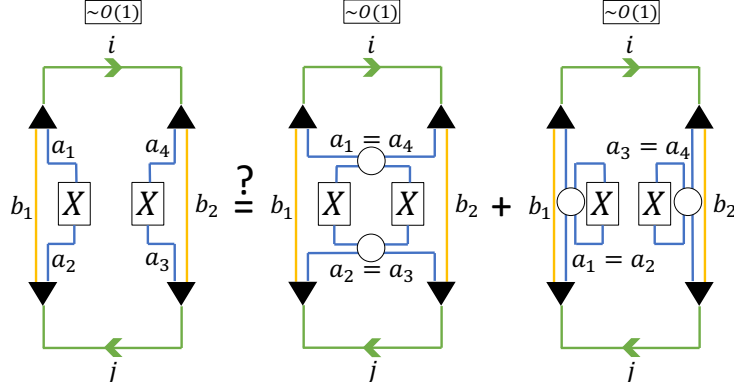 ~O(1) ~O(1) ~O(1)
i i i
a₁ a₄ a₁ = a₄ a₃ = a₄
b₁ X X b₂ ?= b₁ X X b₂ + b₁ X X b₂
a₂ a₃ a₂ = a₃ a₁ = a₂
j j j